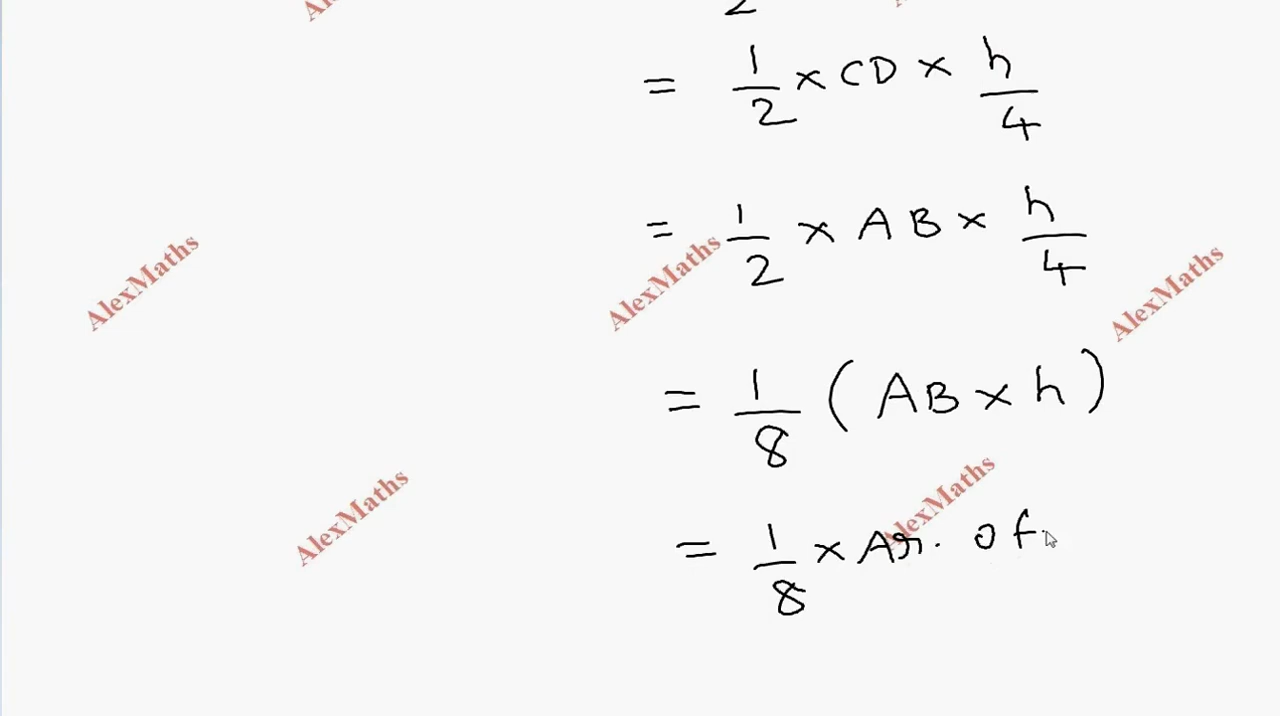 = 1/2 × CD × h/4
= 1/2 × AB × h/4
AlexMaths AlexMaths AlexMaths
= 1/8 (AB × h)
AlexMaths AlexMaths
= 1/8 × Ar. of